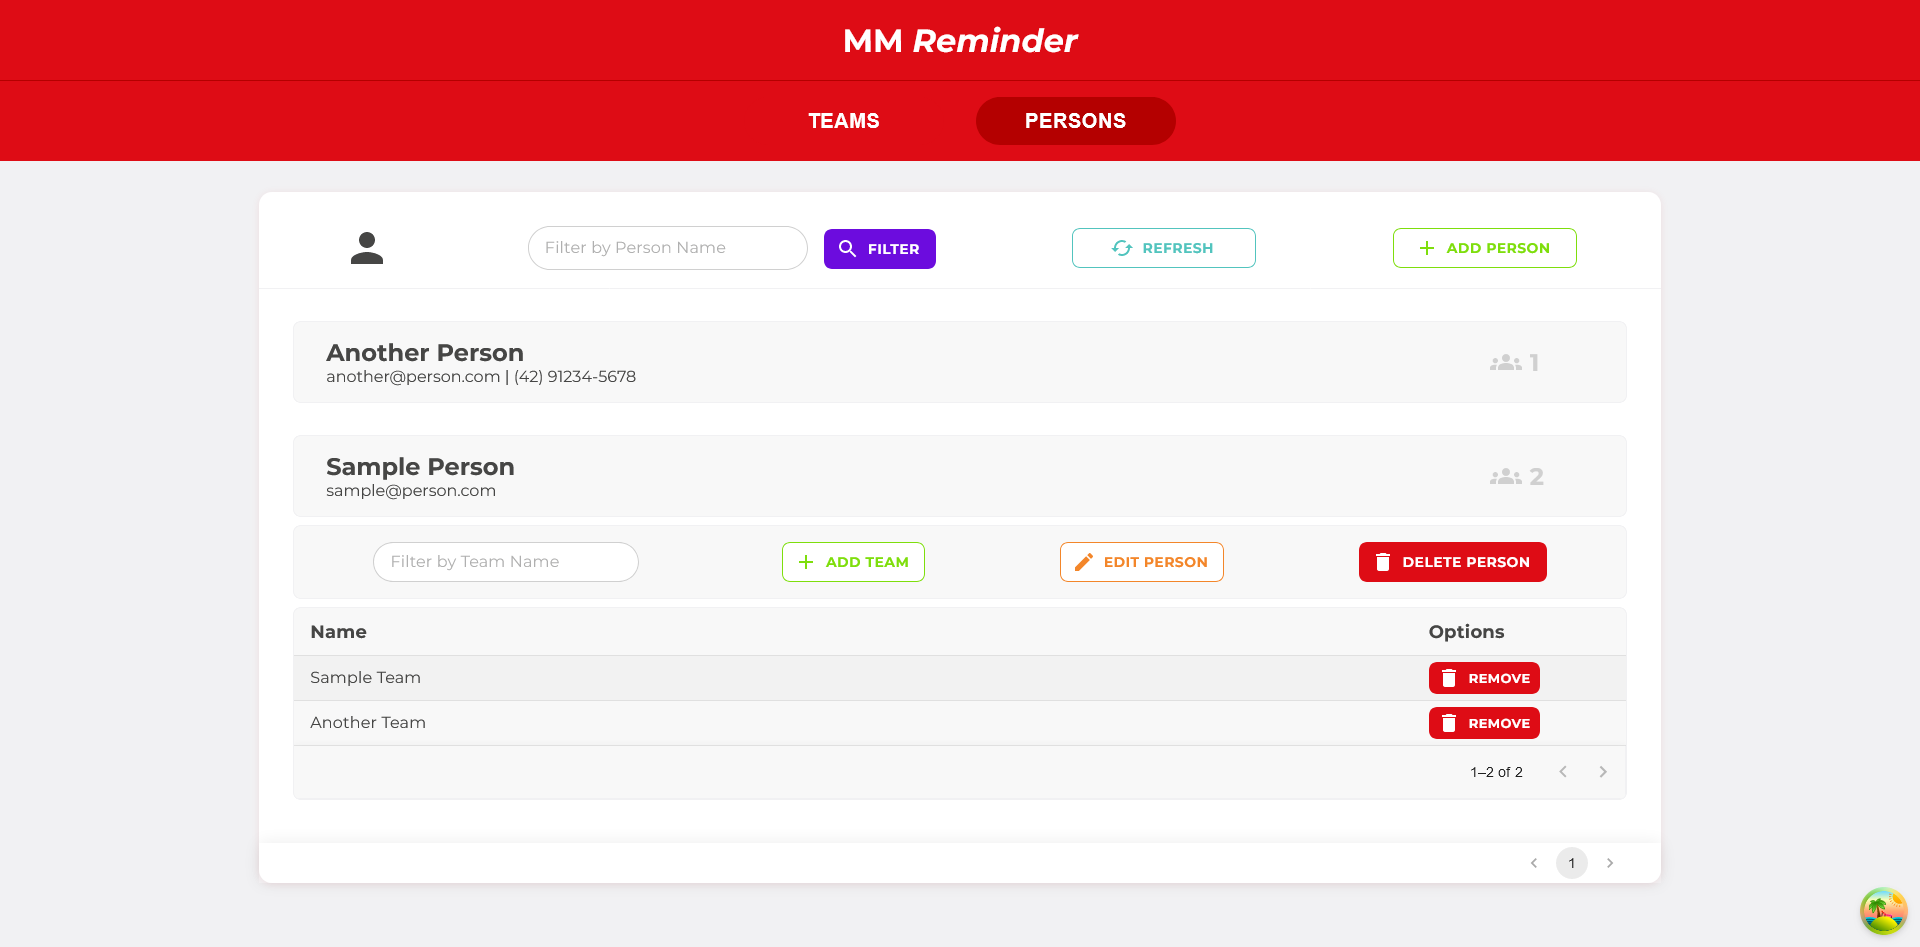 MM Reminder
TEAMS PERSONS
Filter by Person Name FILTER REFRESH ADD PERSON
Another Person
another@person.com | (42) 91234-5678
1
Sample Person
sample@person.com
2
Filter by Team Name ADD TEAM EDIT PERSON DELETE PERSON
Name Options
Sample Team REMOVE
Another Team REMOVE
1–2 of 2
1